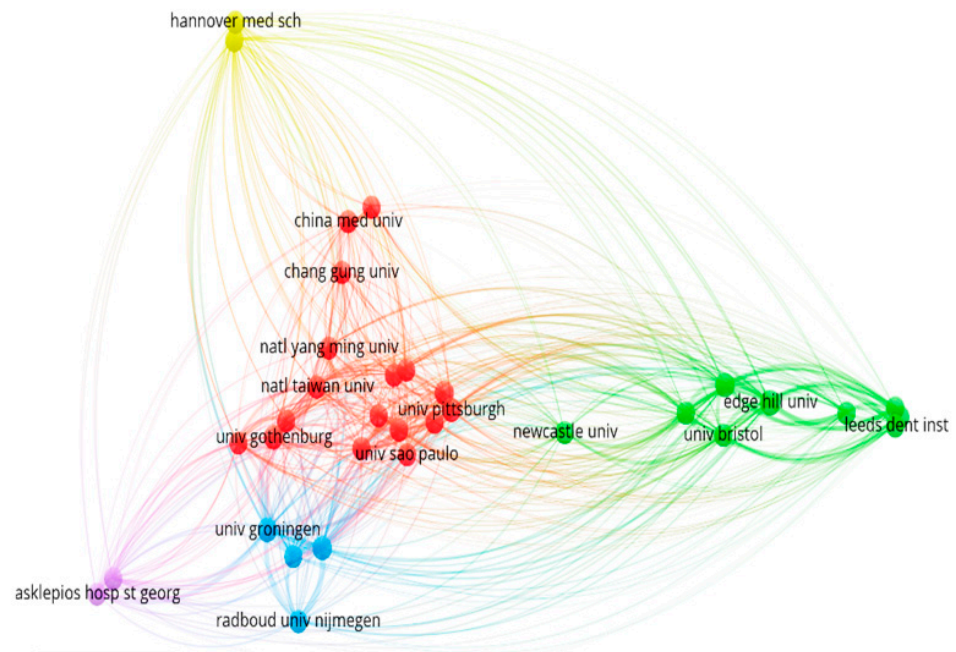 hannover med sch
china med univ
chang gung univ
natl yang ming univ
natl taiwan univ
edge hill univ
univ pittsburgh
leeds dent inst
newcastle univ
univ bristol
univ gothenburg
univ sao paulo
univ groningen
asklepios hosp st georg
radboud univ nijmegen